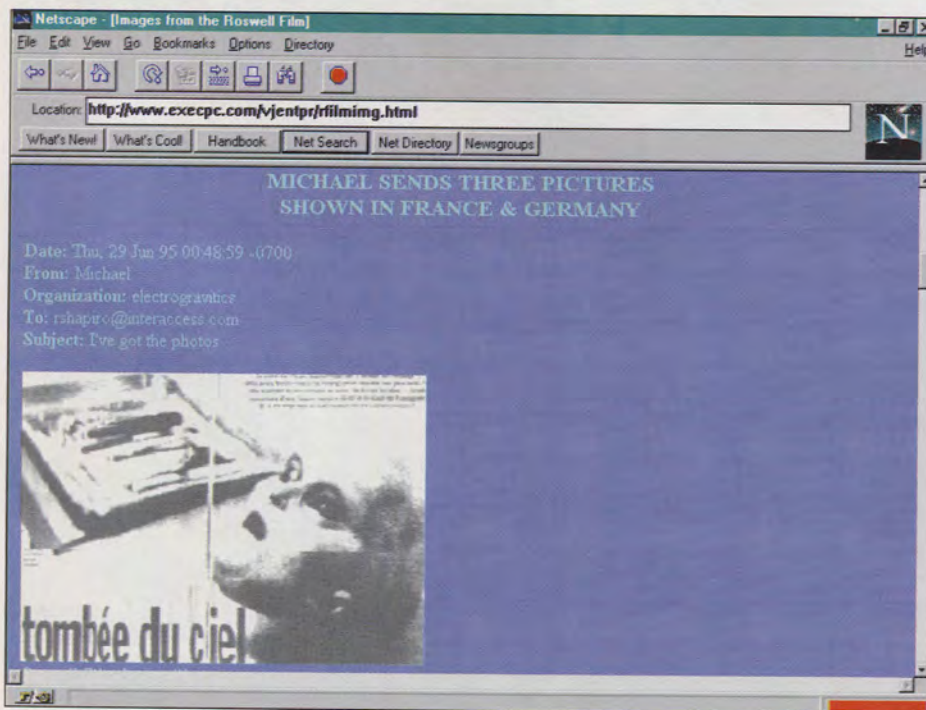 Netscape - [Images from the Roswell Film]
File Edit View Go Bookmarks Options Directory
Help
Location: http://www.execpc.com/vjentpr/rfilmimg.html
N
What's New! What's Cool! Handbook Net Search Net Directory Newsgroups
MICHAEL SENDS THREE PICTURES
SHOWN IN FRANCE & GERMANY
Date: Thu, 29 Jun 95 00:48:59 -0700
From: Michael
Organization: electrogravitics
To: rshapiro@interaccess.com
Subject: I've got the photos
tombée du ciel